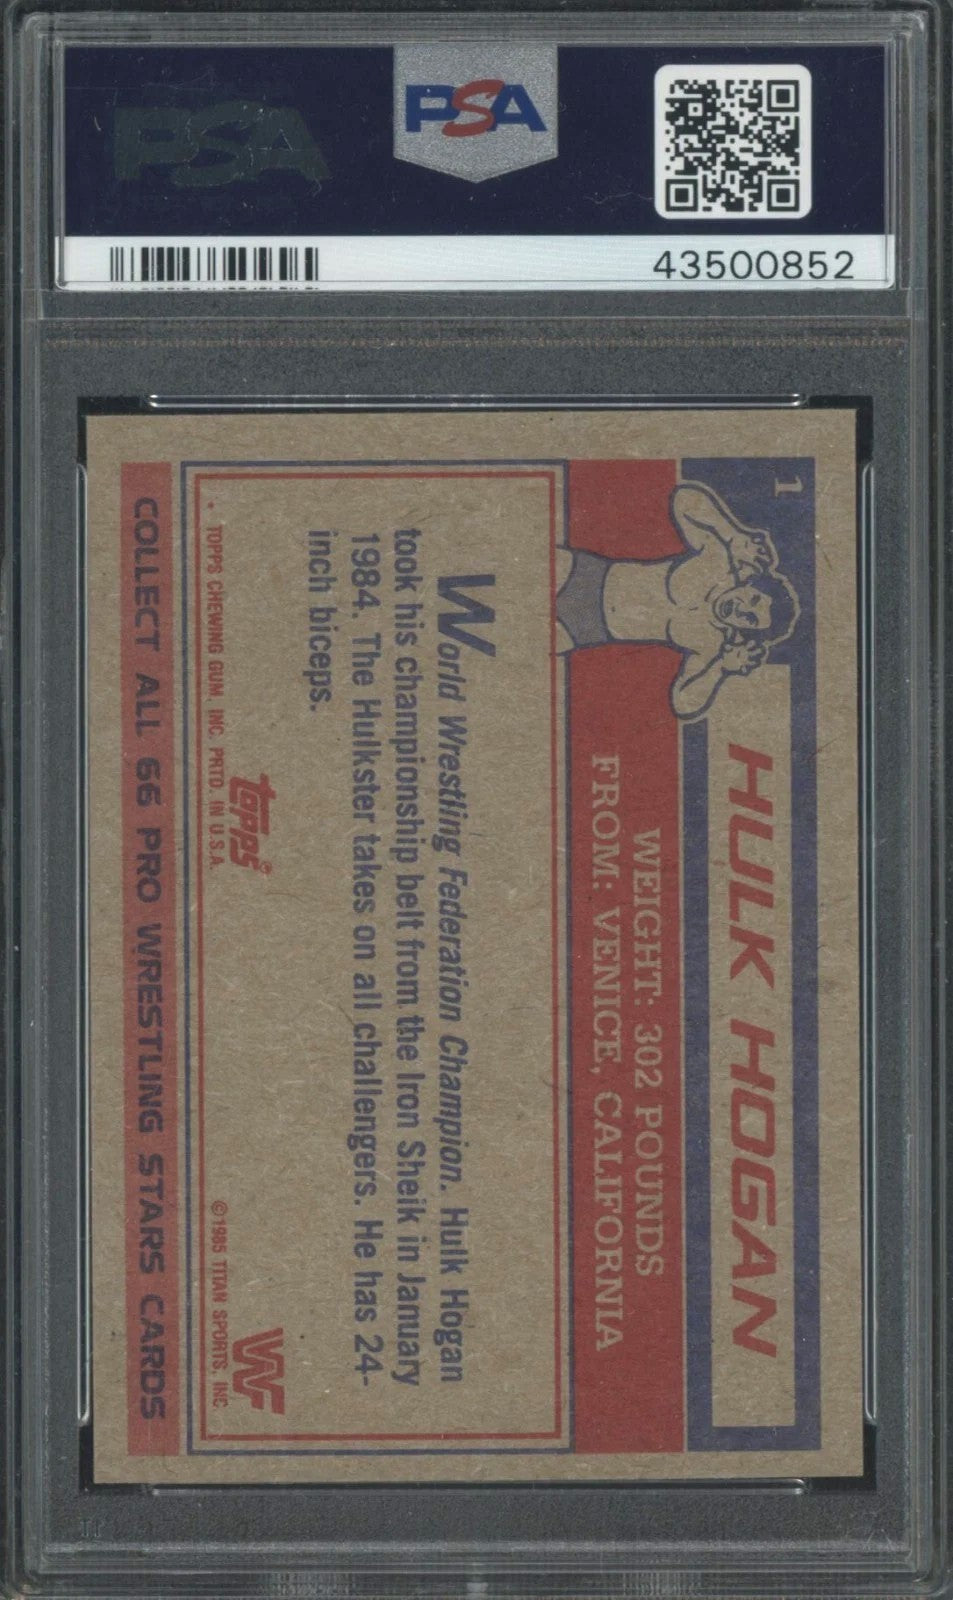 PSA
PSA
43500852
1
HULK HOGAN
WEIGHT: 302 POUNDS
FROM: VENICE, CALIFORNIA
World Wrestling Federation Champion. Hulk Hogan
took his championship belt from the Iron Sheik in January
1984. The Hulkster takes on all challengers. He has 24-
inch biceps.
topps®
WF
* TOPPS CHEWING GUM, INC. PRTD. IN U.S.A.
©1985 TITAN SPORTS, INC.
COLLECT ALL 66 PRO WRESTLING STARS CARDS